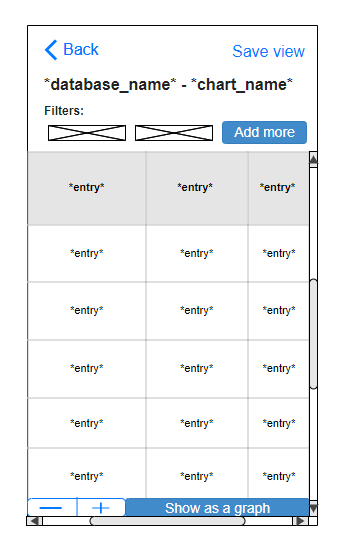 Back Save view
*database_name* - *chart_name*
Filters:
Add more
*entry* *entry* *entry*
*entry* *entry* *entry*
*entry* *entry* *entry*
*entry* *entry* *entry*
*entry* *entry* *entry*
*entry* *entry* *entry*
Show as a graph